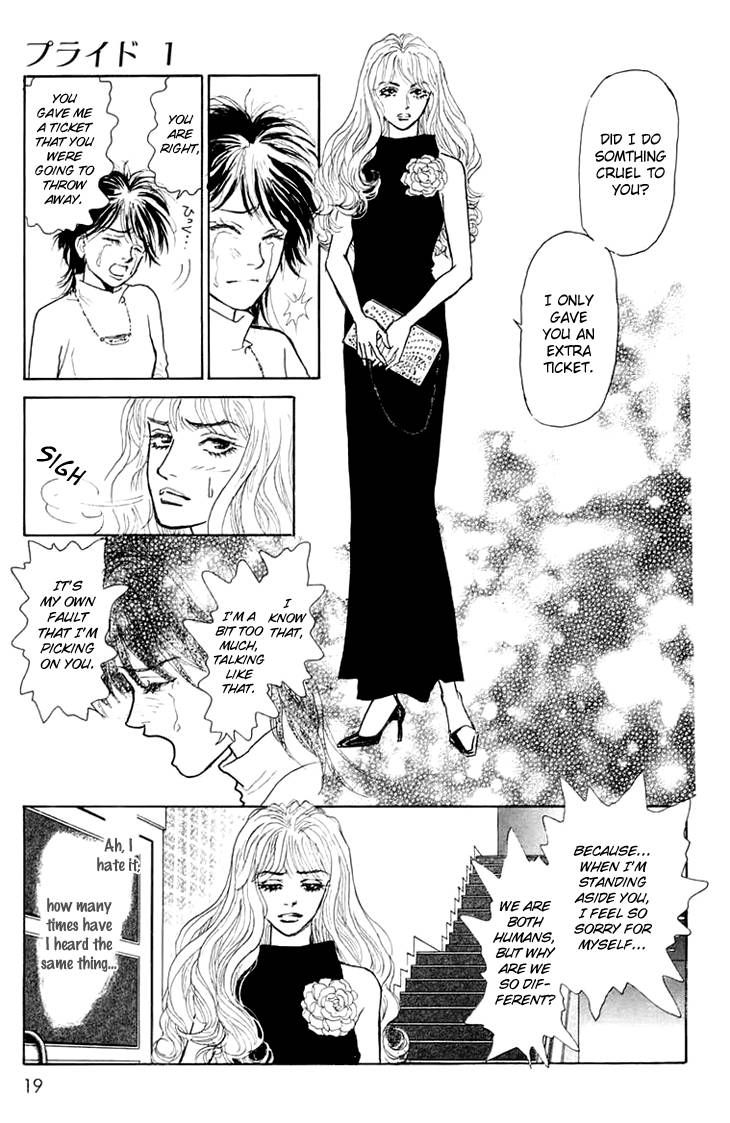 プライド 1
DID I DO
SOMTHING
CRUEL TO
YOU?
I ONLY
GAVE
YOU AN
EXTRA
TICKET.
YOU
ARE
RIGHT,
YOU
GAVE ME
A TICKET
THAT YOU
WERE
GOING TO
THROW
AWAY.
SIGH
I
KNOW
THAT,
I'M A
BIT TOO
MUCH,
TALKING
LIKE
THAT.
IT'S
MY OWN
FAULT
THAT I'M
PICKING
ON YOU.
BECAUSE...
WHEN I'M
STANDING
ASIDE YOU,
I FEEL SO
SORRY FOR
MYSELF...
WE ARE
BOTH
HUMANS,
BUT WHY
ARE WE
SO DIF-
FERENT?
Ah, I
hate it,
how many
times have
I heard the
same thing...
19